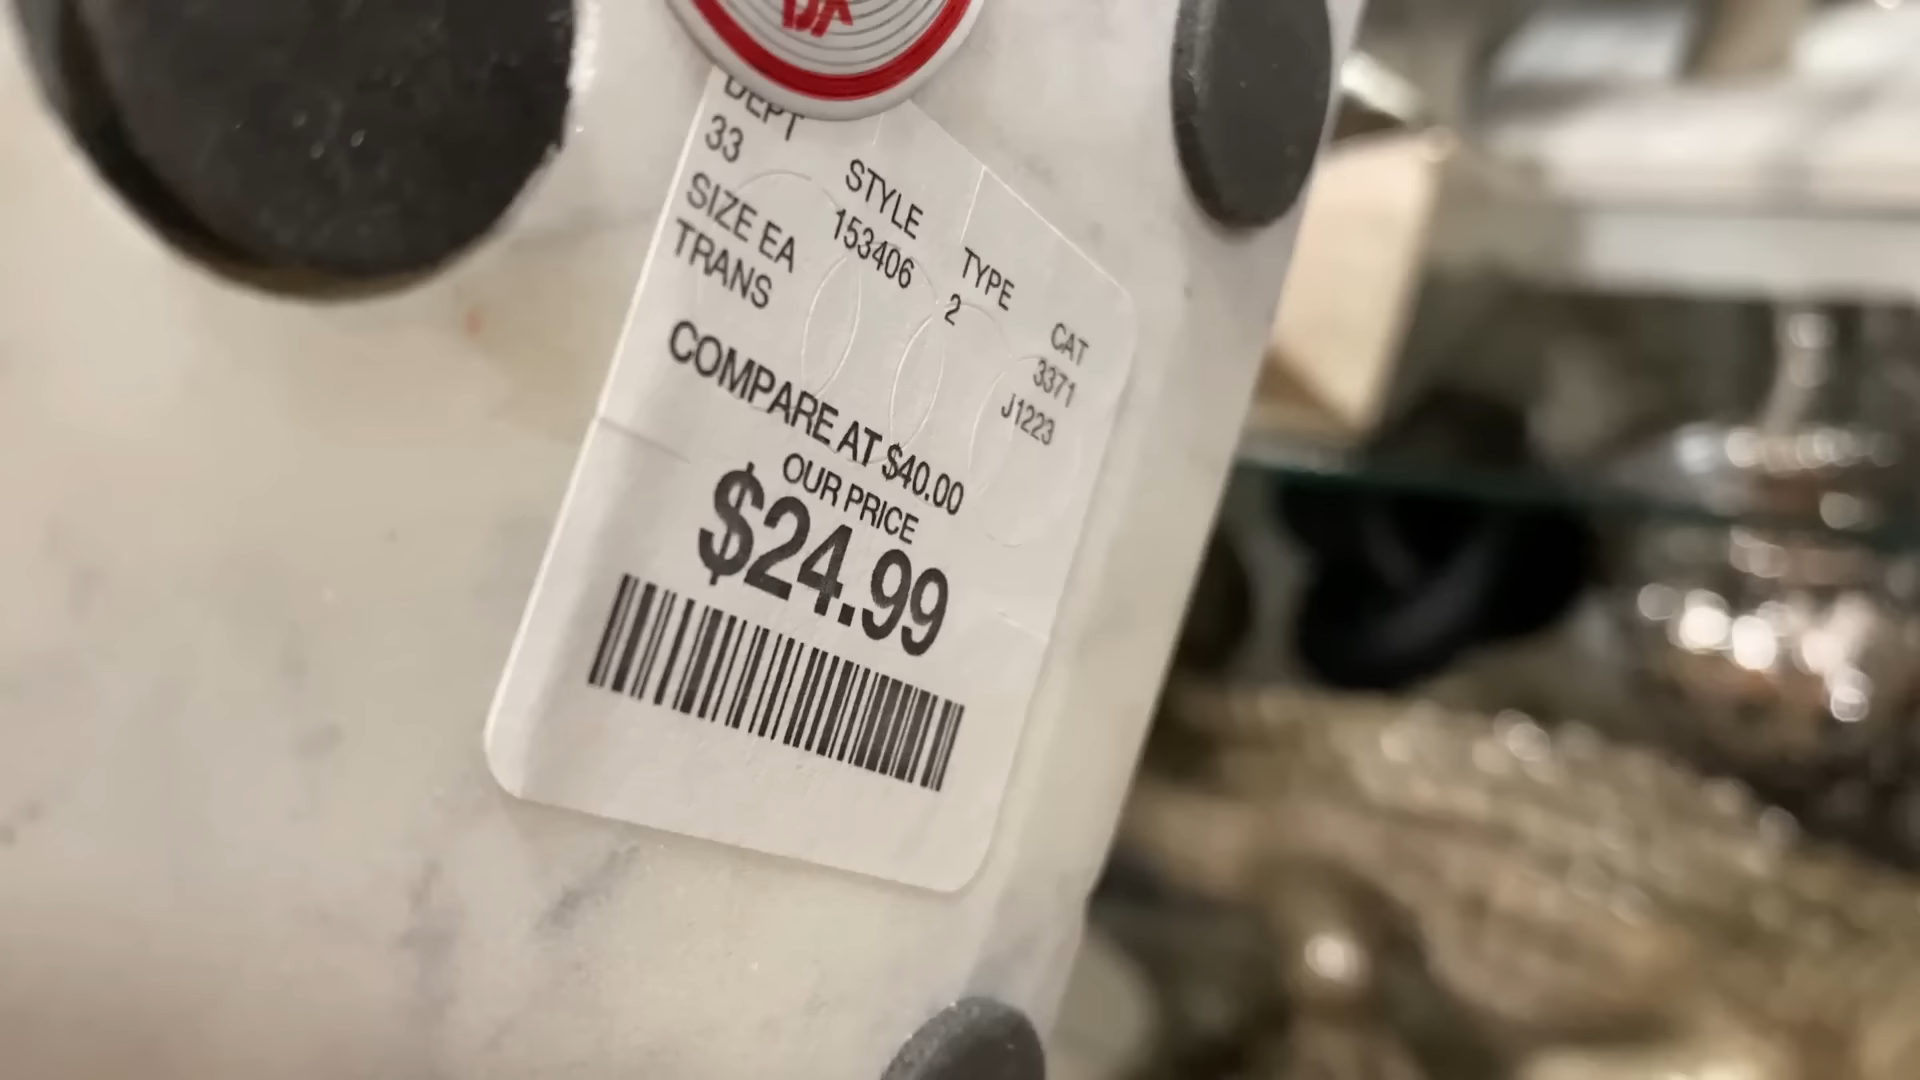 DEPT STYLE TYPE CAT
33 153406 2 3371
SIZE EA J1223
TRANS
COMPARE AT $40.00
OUR PRICE
$24.99